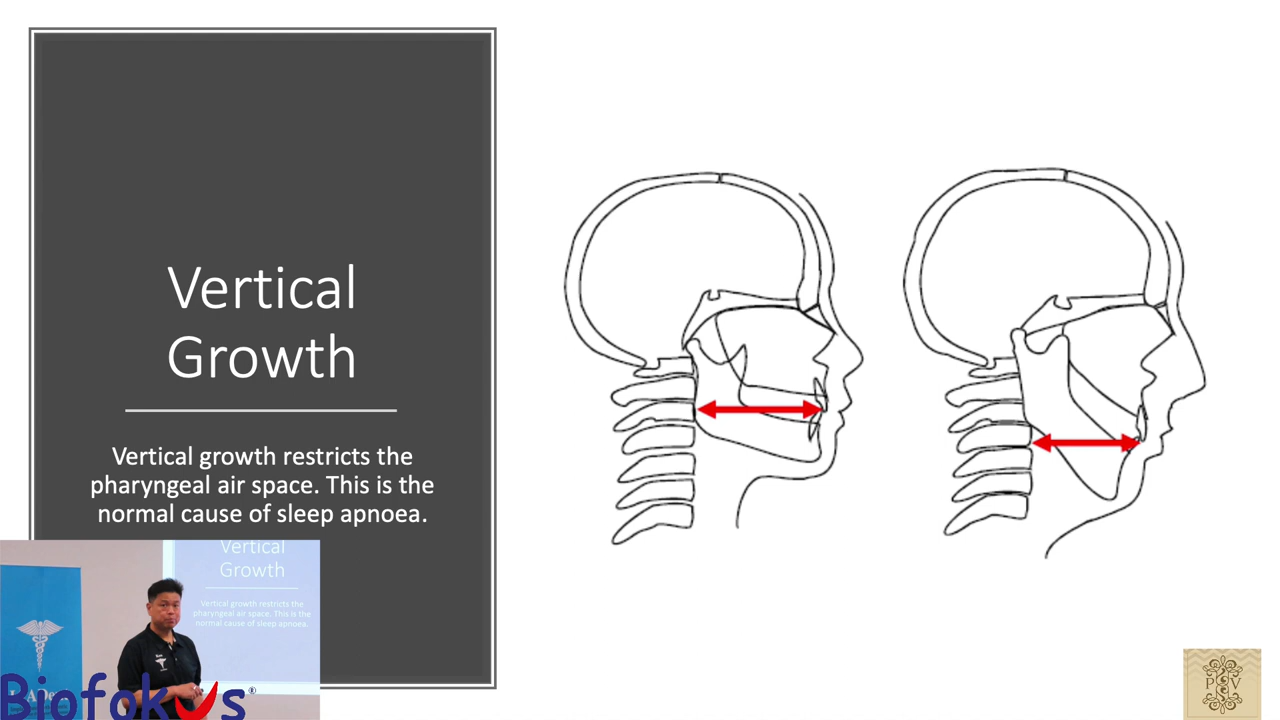 Vertical
Growth
Vertical growth restricts the
pharyngeal air space. This is the
normal cause of sleep apnoea.
Vertical
Growth
Vertical growth restricts the
pharyngeal air space. This is the
normal cause of sleep apnoea.
Biofokus®
P V